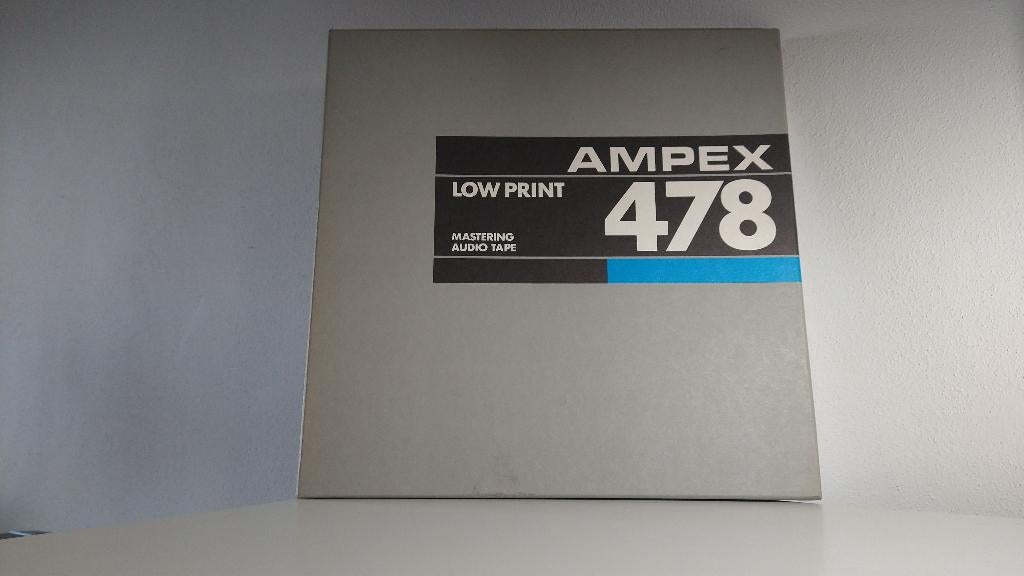 AMPEX
LOW PRINT
478
MASTERING
AUDIO TAPE